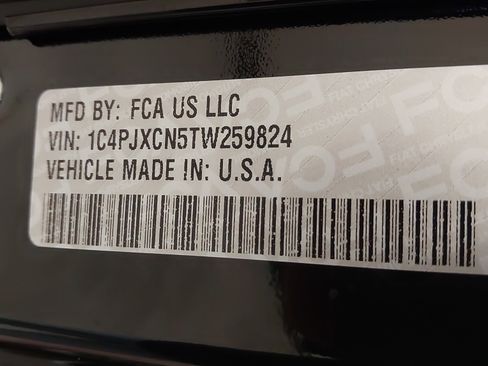 MFD BY: FCA US LLC
VIN: 1C4PJXCN5TW259824
VEHICLE MADE IN: U.S.A.